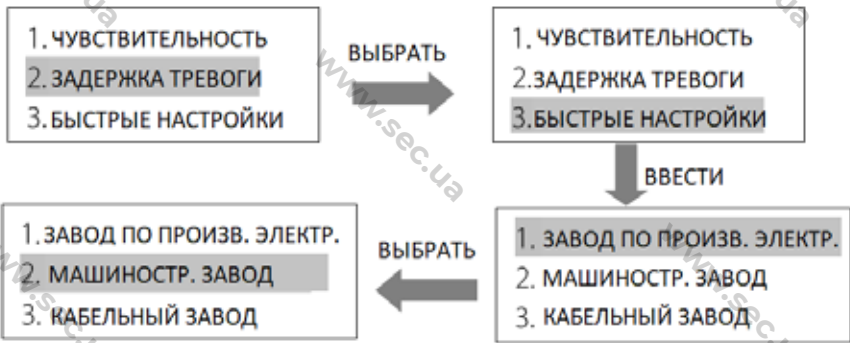 1. ЧУВСТВИТЕЛЬНОСТЬ
2. ЗАДЕРЖКА ТРЕВОГИ
3. БЫСТРЫЕ НАСТРОЙКИ
ВЫБРАТЬ
1. ЧУВСТВИТЕЛЬНОСТЬ
2.ЗАДЕРЖКА ТРЕВОГИ
3.БЫСТРЫЕ НАСТРОЙКИ
ВВЕСТИ
1. ЗАВОД ПО ПРОИЗВ. ЭЛЕКТР.
2. МАШИНОСТР. ЗАВОД
3. КАБЕЛЬНЫЙ ЗАВОД
ВЫБРАТЬ
1. ЗАВОД ПО ПРОИЗВ. ЭЛЕКТР.
2. МАШИНОСТР. ЗАВОД
3. КАБЕЛЬНЫЙ ЗАВОД
www.sec.ua